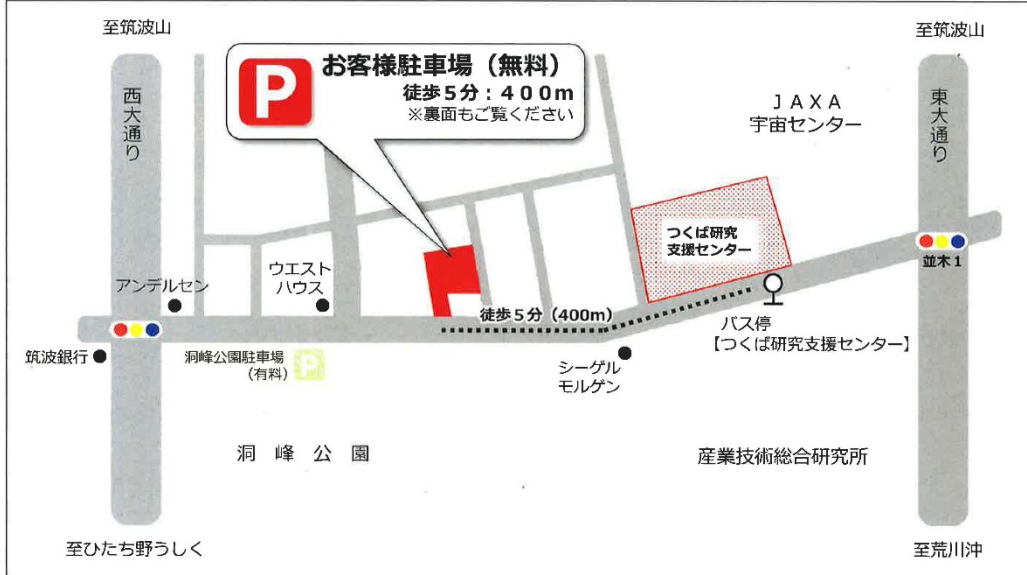 至筑波山
至筑波山
P
お客様駐車場（無料）
徒歩５分：４００ｍ
※裏面もご覧ください
西大通り
ＪＡＸＡ
宇宙センター
東大通り
つくば研究
支援センター
並木１
ウエスト
ハウス
アンデルセン
徒歩５分（400m）
バス停
【つくば研究支援センター】
筑波銀行
洞峰公園駐車場
（有料）
P
シーゲル
モルゲン
洞峰公園
産業技術総合研究所
至ひたち野うしく
至荒川沖